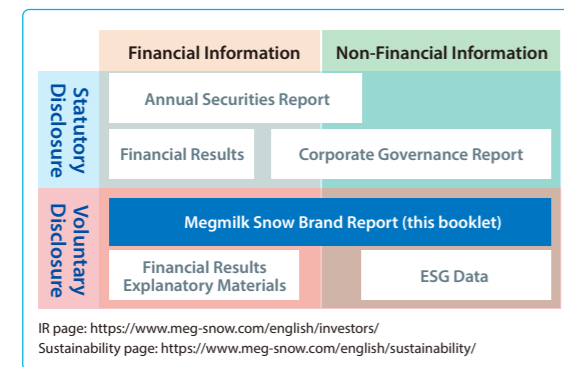 Financial Information
Non-Financial Information
Statutory
Disclosure
Annual Securities Report
Financial Results
Corporate Governance Report
Voluntary
Disclosure
Megmilk Snow Brand Report (this booklet)
Financial Results
Explanatory Materials
ESG Data
IR page: https://www.meg-snow.com/english/investors/
Sustainability page: https://www.meg-snow.com/english/sustainability/